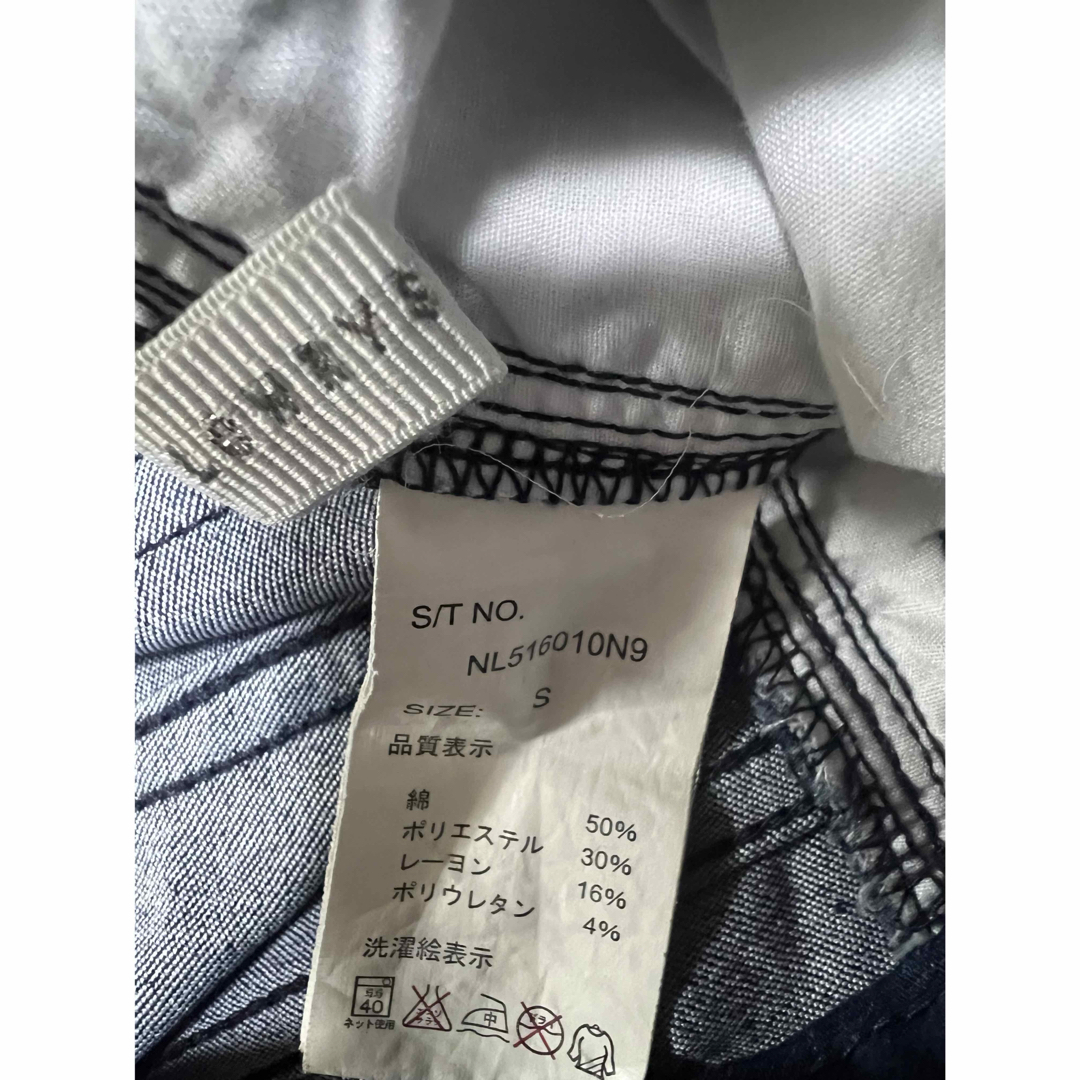 S/T NO.
NL516010N9
SIZE: S
品質表示
綿 50%
ポリエステル 30%
レーヨン 16%
ポリウレタン 4%
洗濯絵表示
弱 40 中
ネット使用